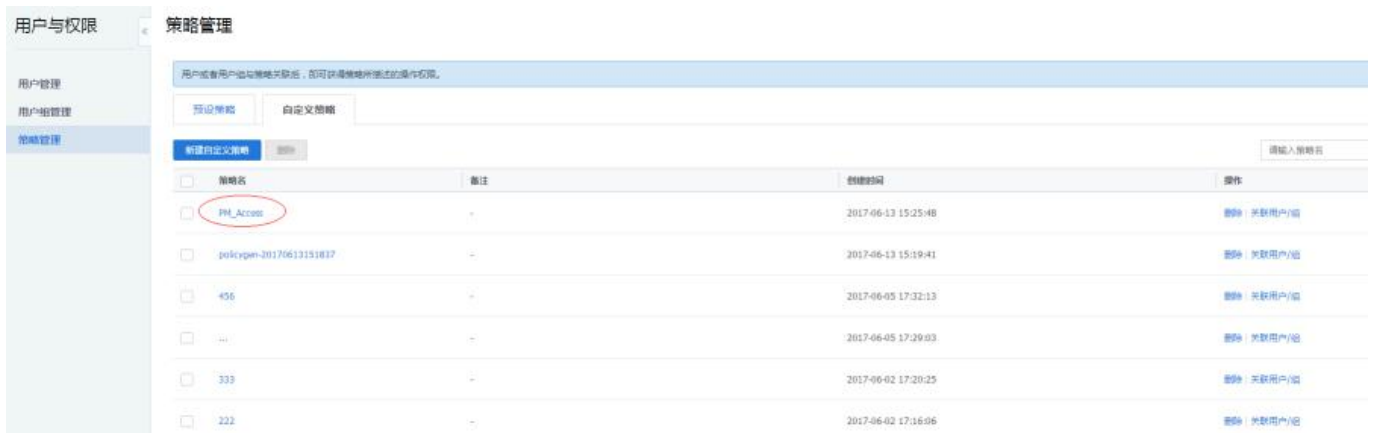 用户与权限
«
策略管理
用户管理
用户组管理
策略管理
用户或者用户组与策略关联后，即可获得策略所描述的操作权限。
预设策略 自定义策略
新建自定义策略 删除
请输入策略名
策略名 备注 创建时间 操作
PM_Access - 2017-06-13 15:25:48 删除 | 关联用户/组
policygen-20170613151837 - 2017-06-13 15:19:41 删除 | 关联用户/组
456 - 2017-06-05 17:32:13 删除 | 关联用户/组
... - 2017-06-05 17:29:03 删除 | 关联用户/组
333 - 2017-06-02 17:20:25 删除 | 关联用户/组
222 - 2017-06-02 17:16:06 删除 | 关联用户/组